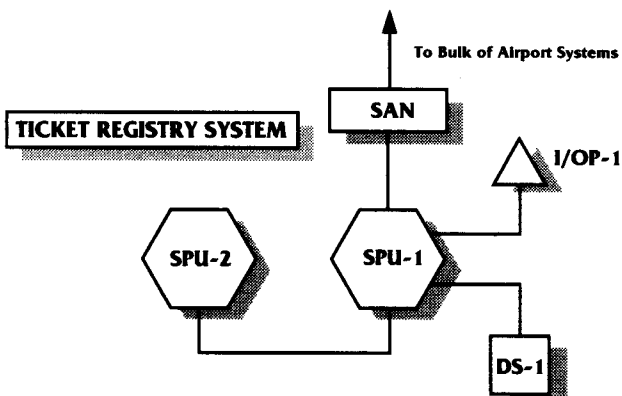 To Bulk of Airport Systems
SAN
TICKET REGISTRY SYSTEM
I/OP-1
SPU-2
SPU-1
DS-1